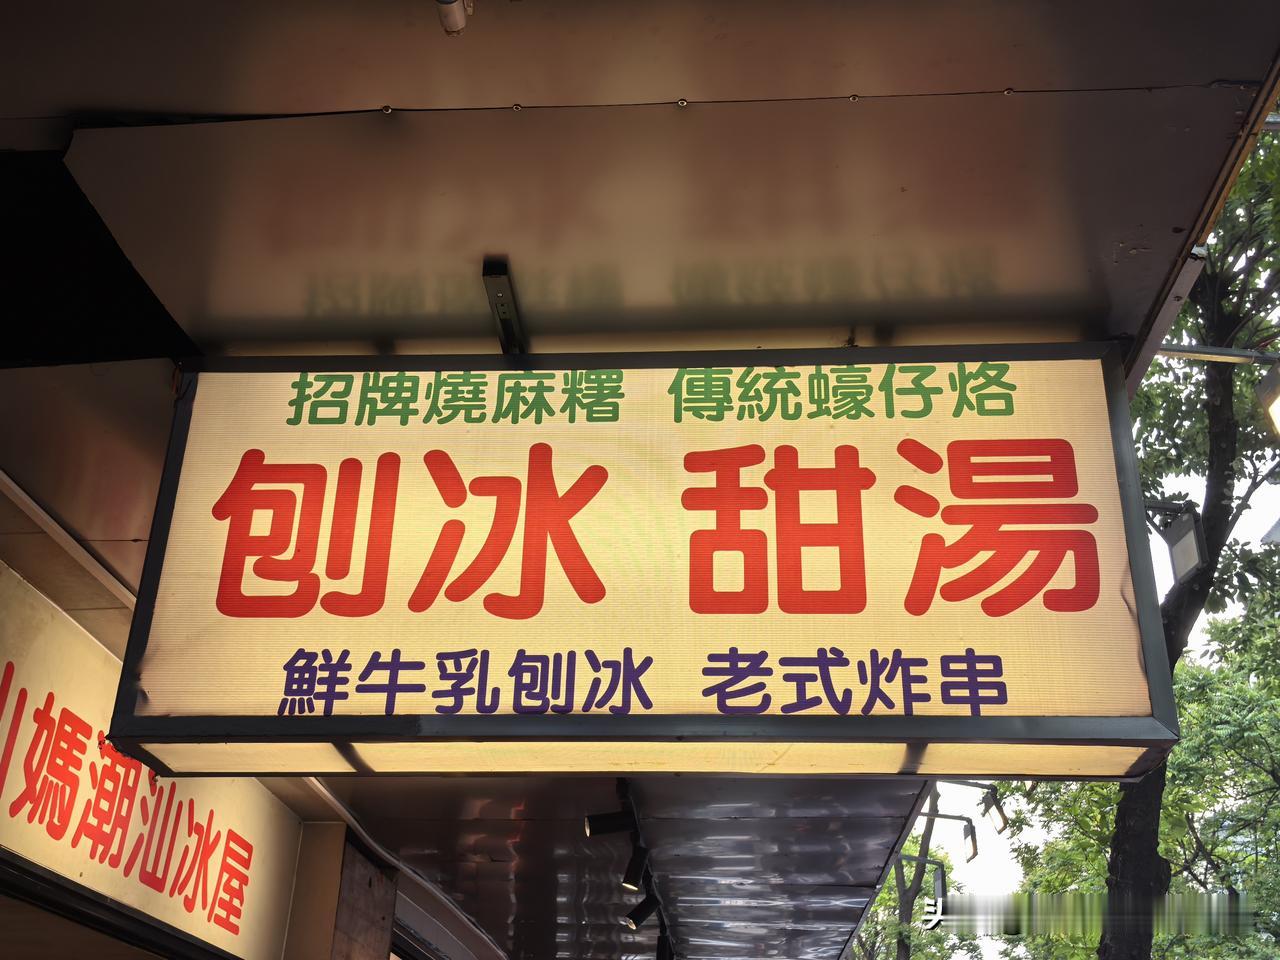 招牌燒麻糬 傳統蠔仔烙
刨冰 甜湯
鮮牛乳刨冰 老式炸串
媽潮汕冰屋
头